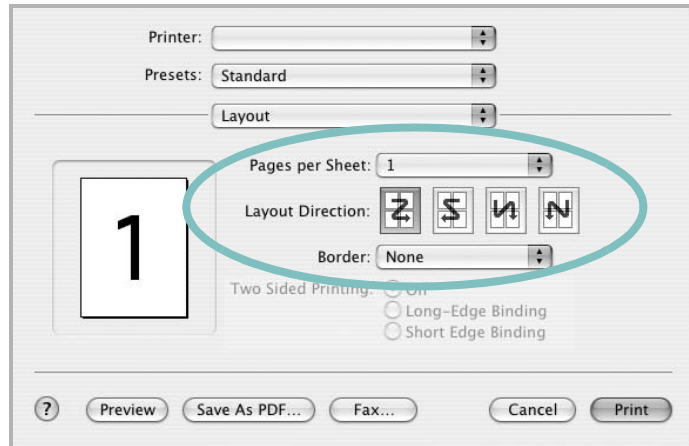 Printer:
Presets: Standard
Layout
Pages per Sheet: 1
Layout Direction:
Border: None
1
Two Sided Printing:
Long-Edge Binding
Short Edge Binding
? Preview Save As PDF... Fax... Cancel Print